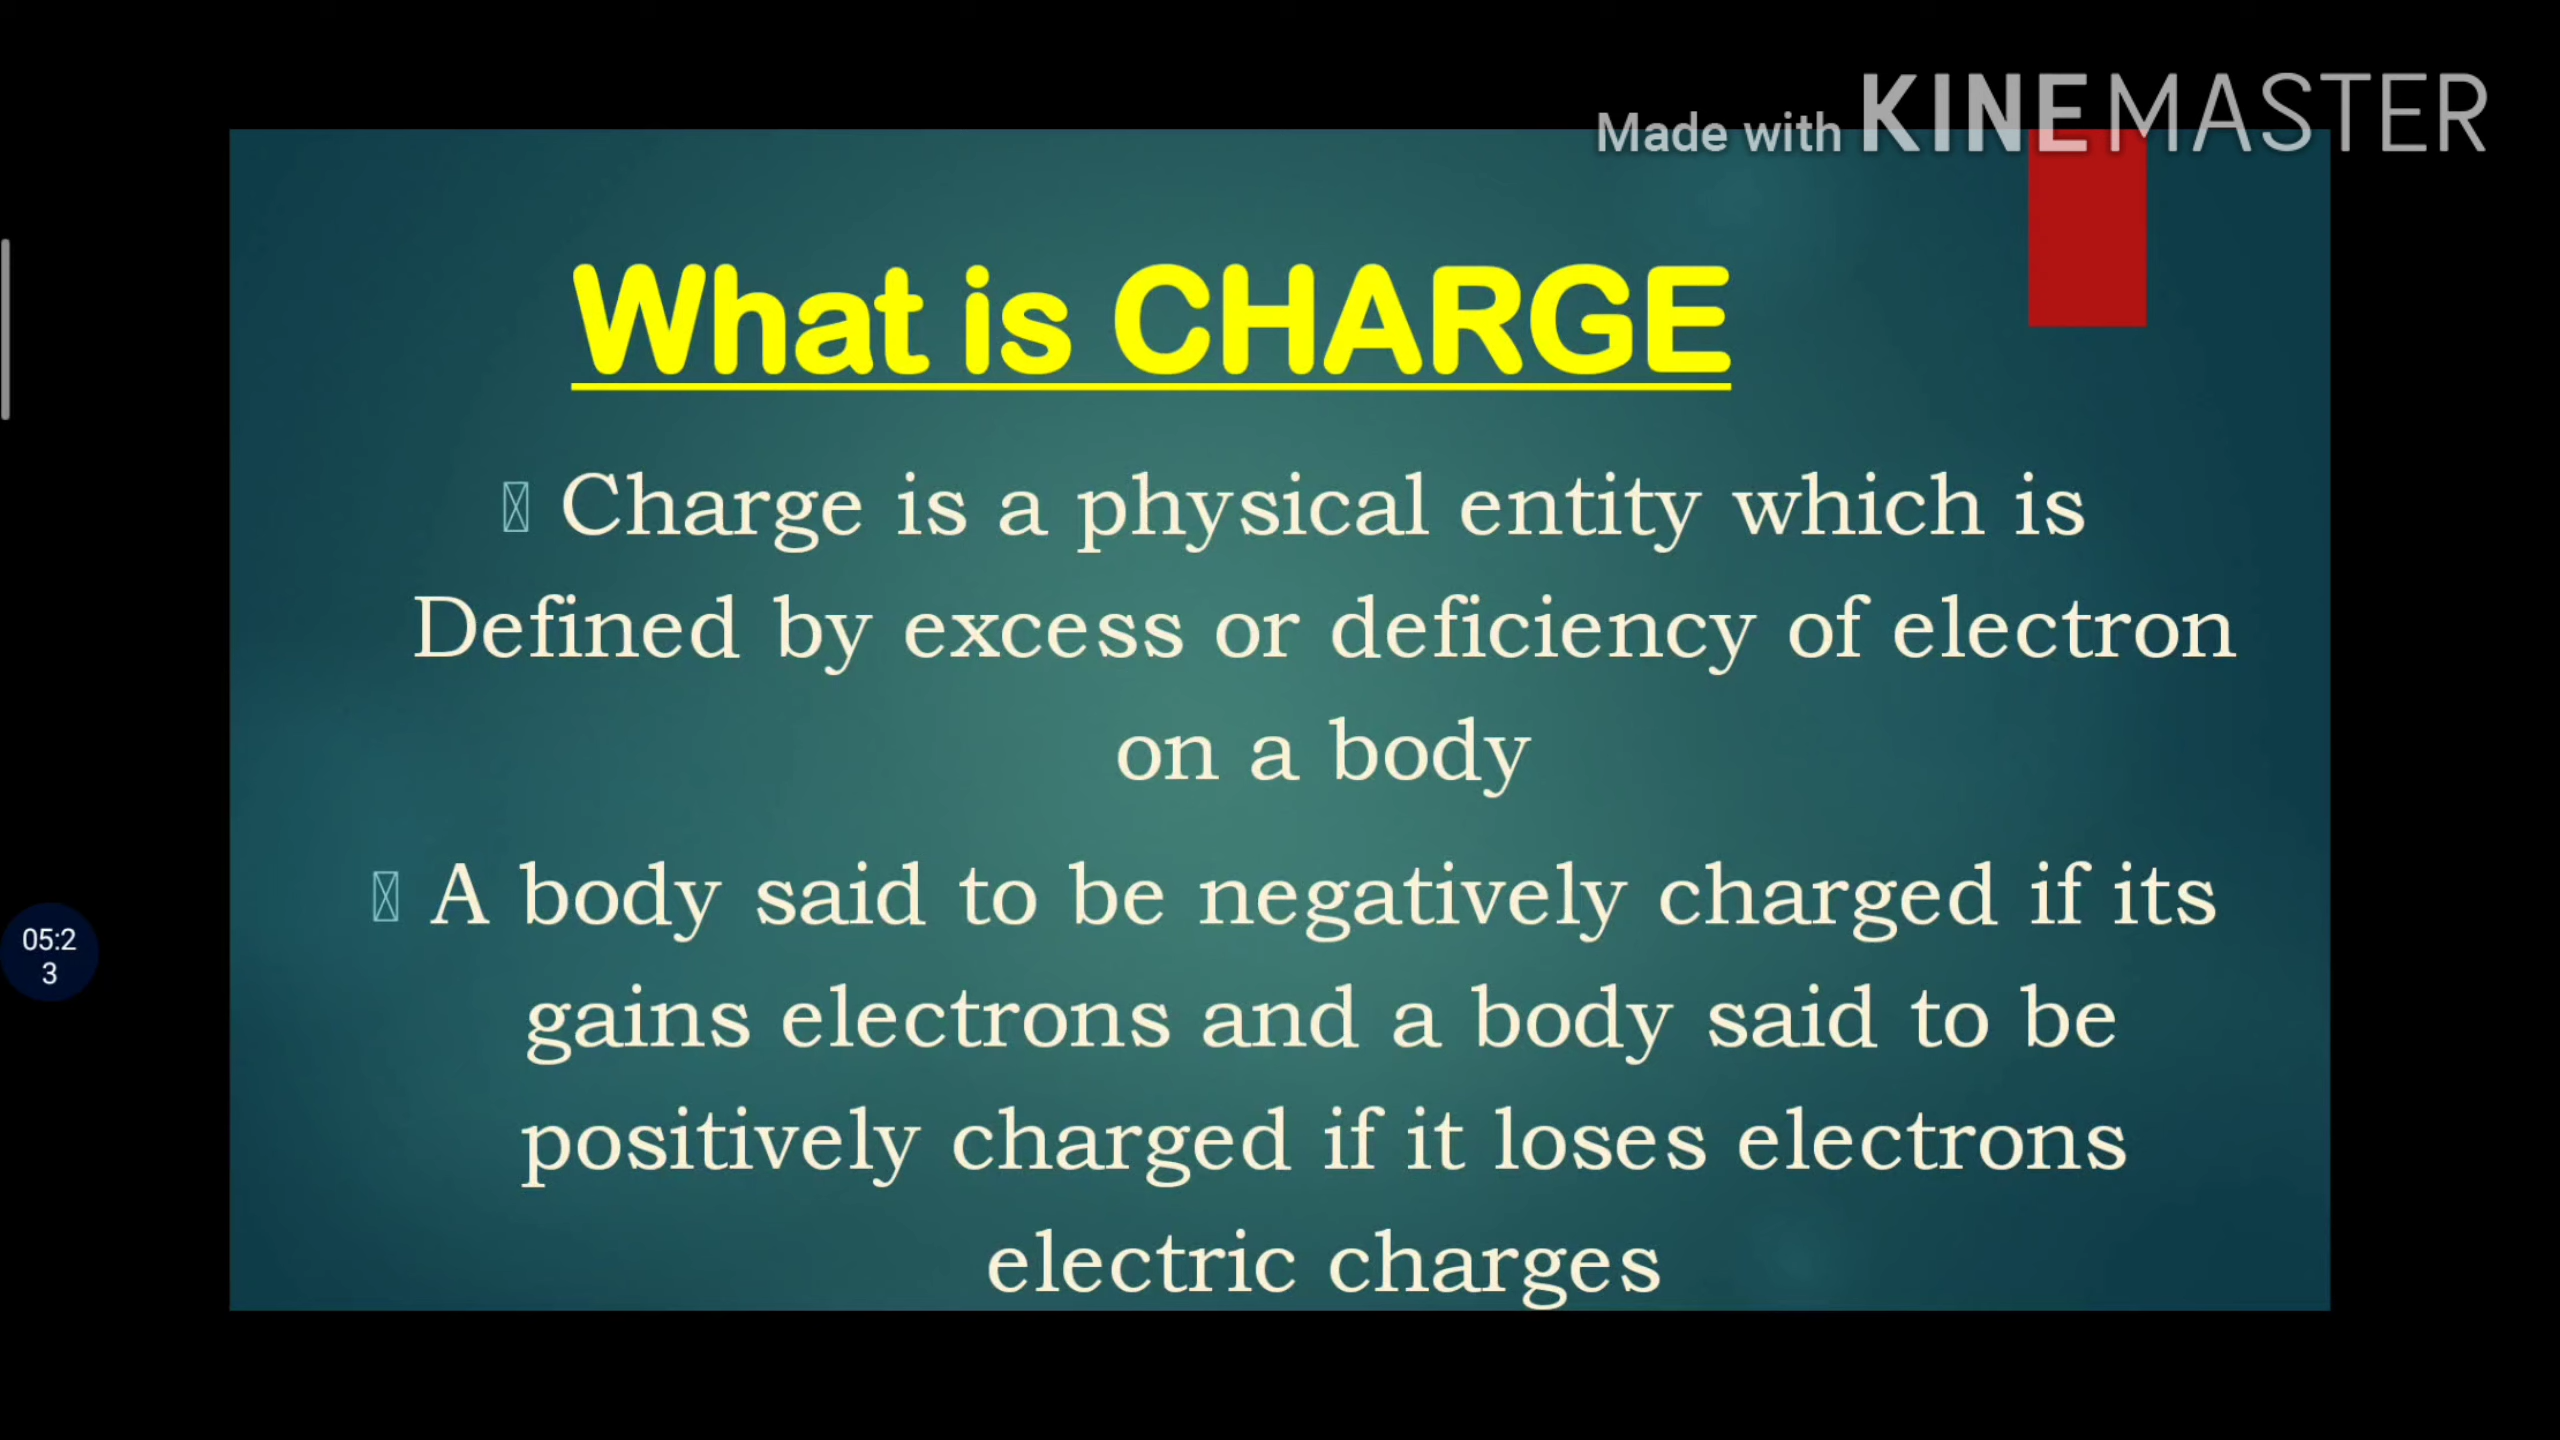 Made with KINEMASTER
What is CHARGE
Charge is a physical entity which is
Defined by excess or deficiency of electron
on a body
A body said to be negatively charged if its
gains electrons and a body said to be
positively charged if it loses electrons
electric charges
05:2
3